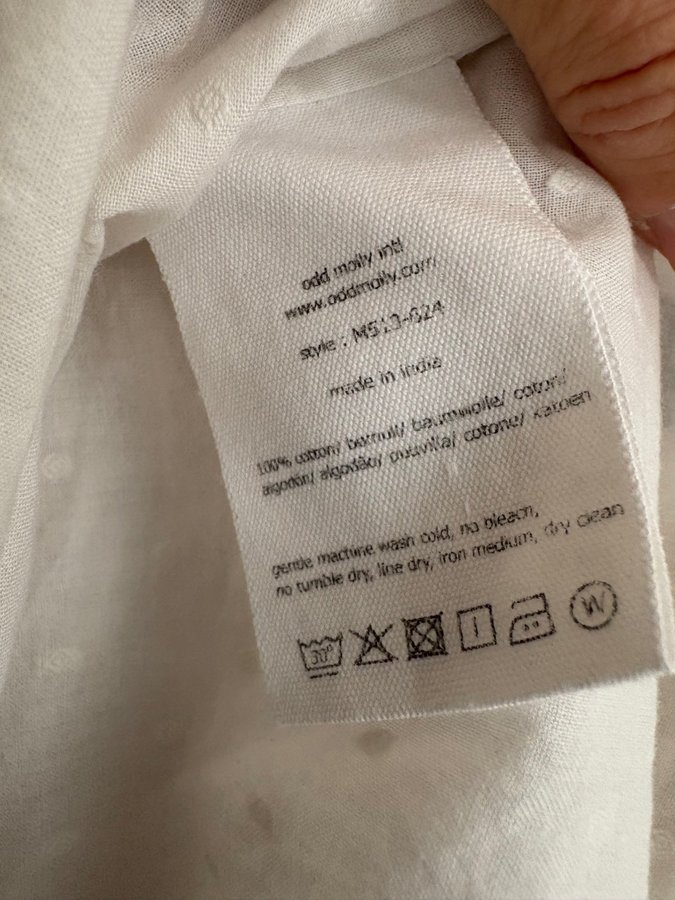 odd molly intl
www.oddmolly.com
style : M513-624
made in india
100% cotton/ bomull/ baumwolle/ coton/
algodón/ algodão/ puuvilla/ cotone/ katoen
gentle machine wash cold, no bleach,
no tumble dry, line dry, iron medium, dry clean
30° W